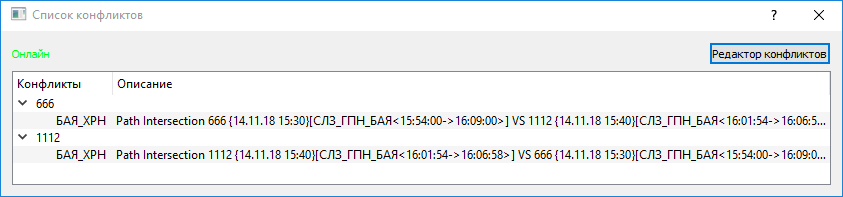 Список конфликтов
Онлайн Редактор конфликтов
Конфликты Описание
666
БАЯ_ХРН Path Intersection 666 {14.11.18 15:30}[СЛЗ_ГПН_БАЯ<15:54:00->16:09:00>] VS 1112 {14.11.18 15:40}[СЛЗ_ГПН_БАЯ<16:01:54->16:06:5...
1112
БАЯ_ХРН Path Intersection 1112 {14.11.18 15:40}[СЛЗ_ГПН_БАЯ<16:01:54->16:06:58>] VS 666 {14.11.18 15:30}[СЛЗ_ГПН_БАЯ<15:54:00->16:09:0...